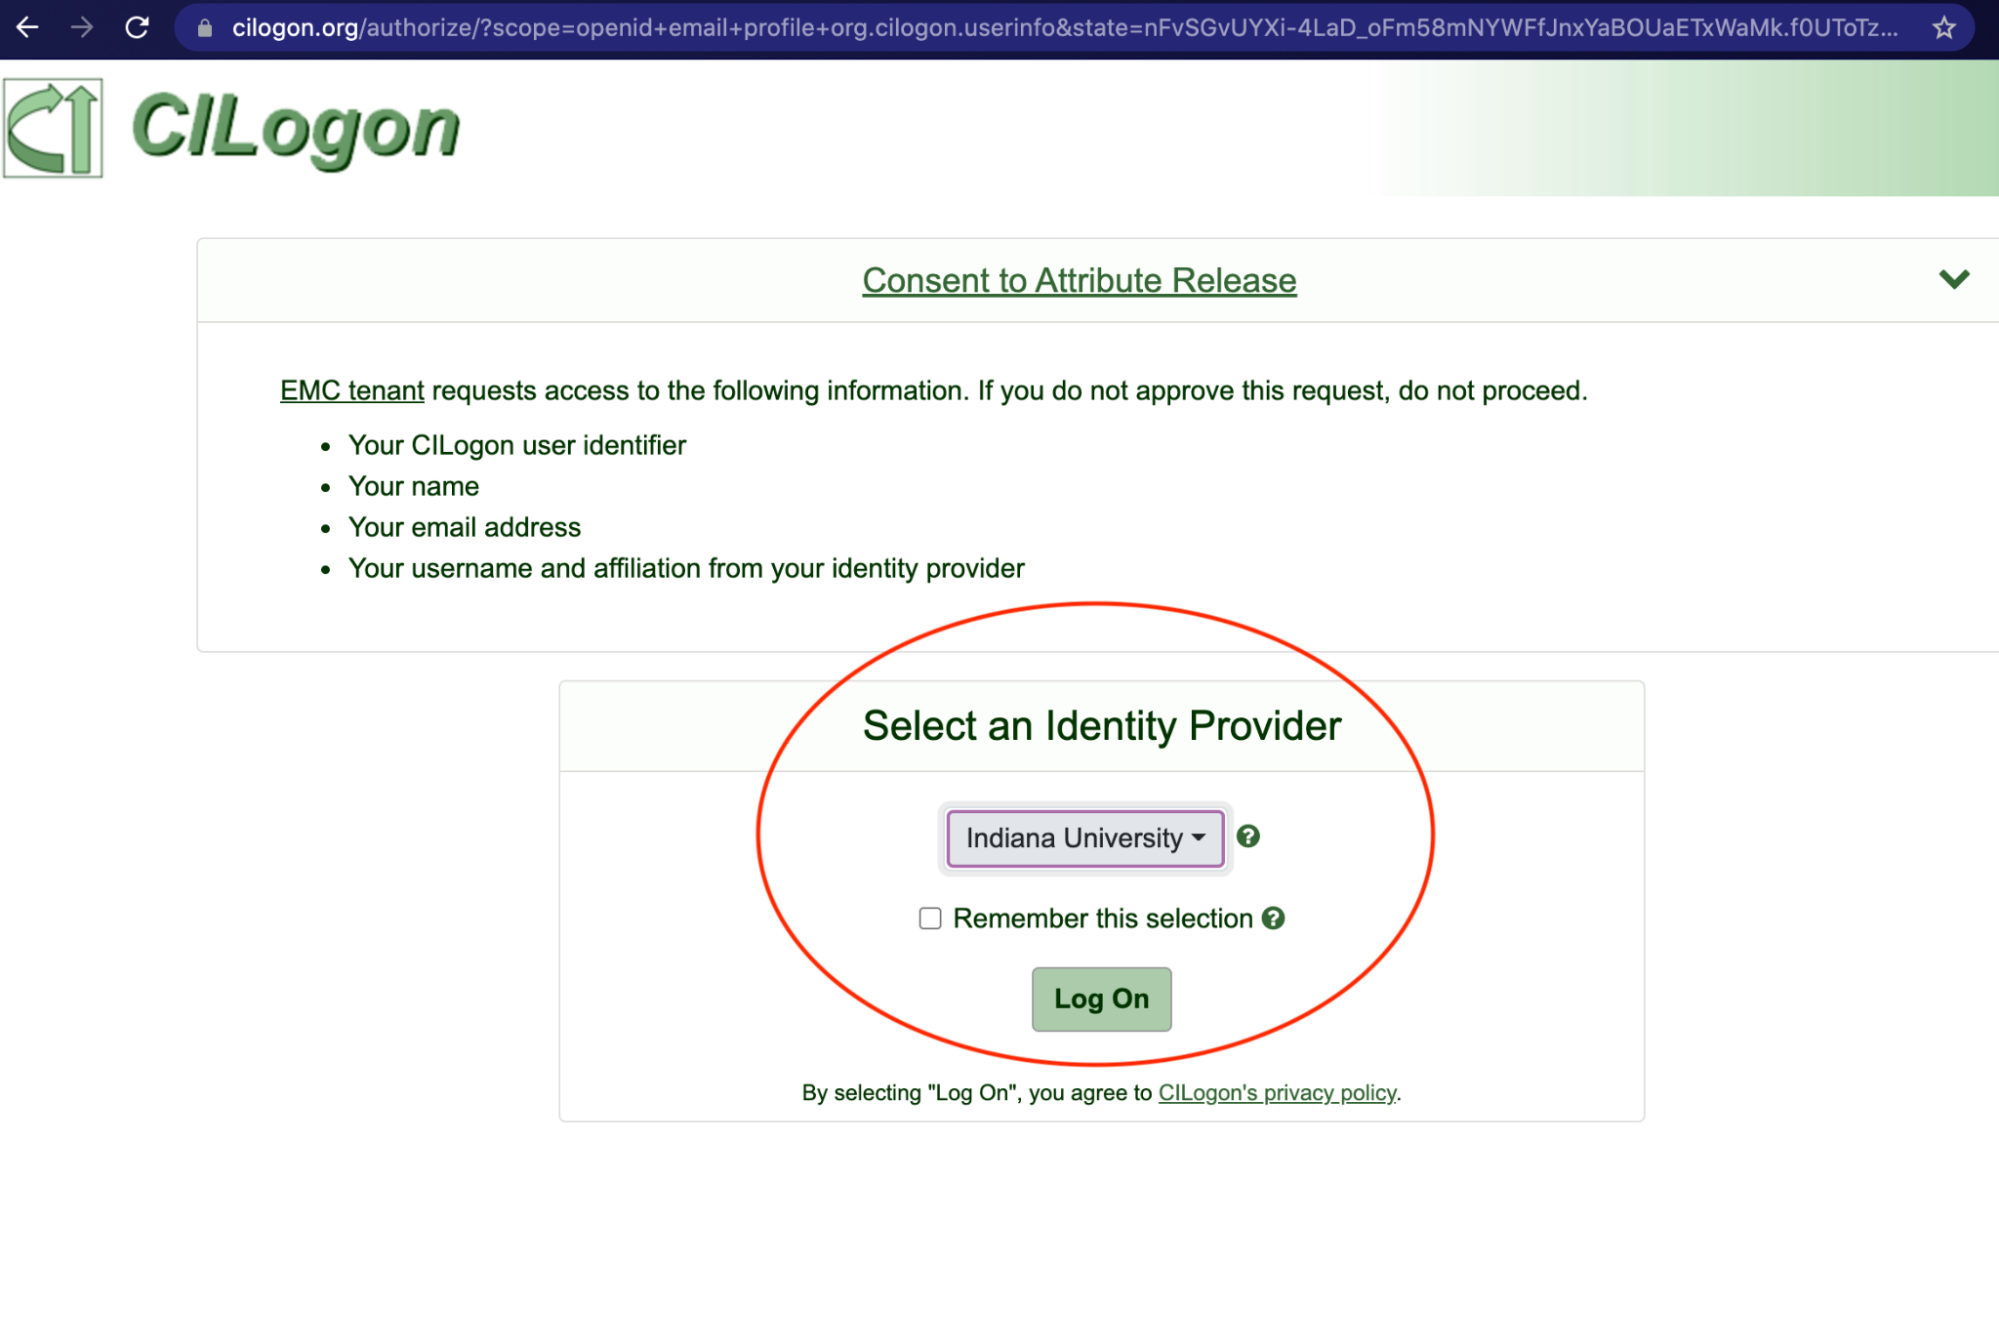 cilogon.org/authorize/?scope=openid+email+profile+org.cilogon.userinfo&state=nFvSGvUYXi-4LaD_oFm58mNYWFfJnxYaBOUaETxWaMk.f0UToTz...
CILogon
Consent to Attribute Release
EMC tenant requests access to the following information. If you do not approve this request, do not proceed.
• Your CILogon user identifier
• Your name
• Your email address
• Your username and affiliation from your identity provider
Select an Identity Provider
Indiana University
Remember this selection
Log On
By selecting "Log On", you agree to CILogon's privacy policy.